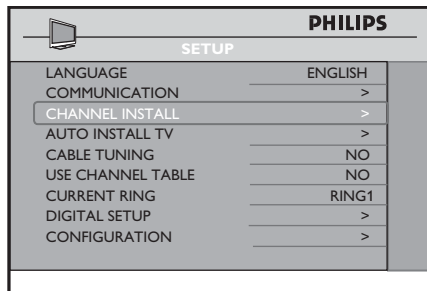 PHILIPS
SETUP
LANGUAGE ENGLISH
COMMUNICATION >
CHANNEL INSTALL >
AUTO INSTALL TV >
CABLE TUNING NO
USE CHANNEL TABLE NO
CURRENT RING RING1
DIGITAL SETUP >
CONFIGURATION >